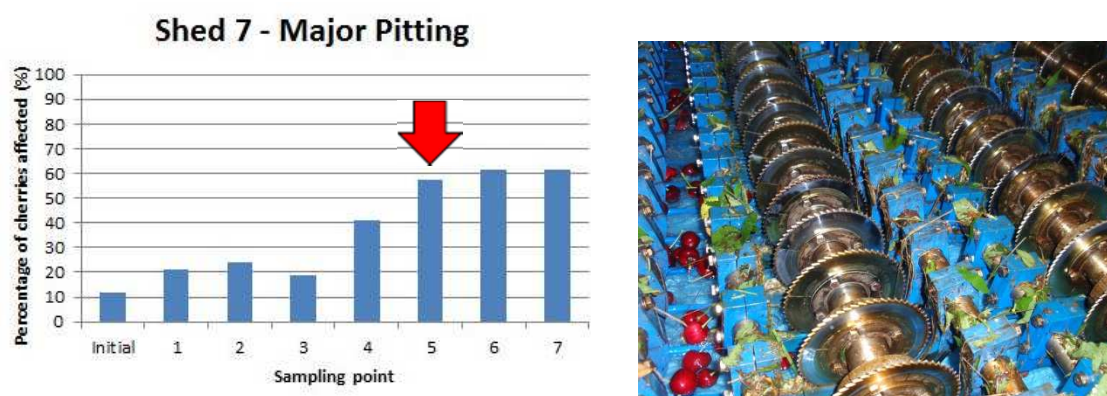 Shed 7 - Major Pitting
Percentage of cherries affected (%)
100
90
80
70
60
50
40
30
20
10
0
Initial 1 2 3 4 5 6 7
Sampling point